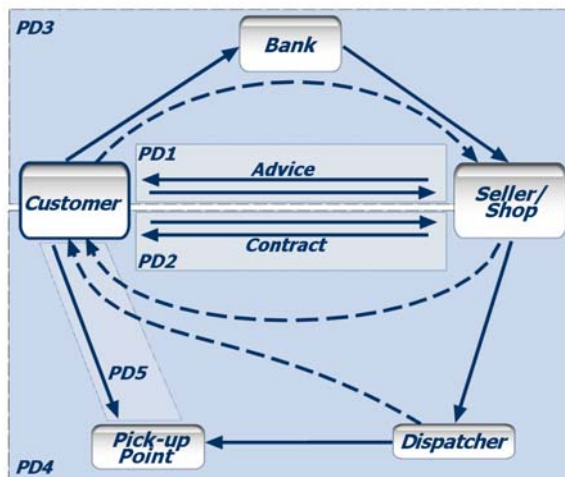 PD3
Bank
PD1
Advice
Customer
Seller/
Shop
Contract
PD2
PD5
Pick-up
Point
Dispatcher
PD4